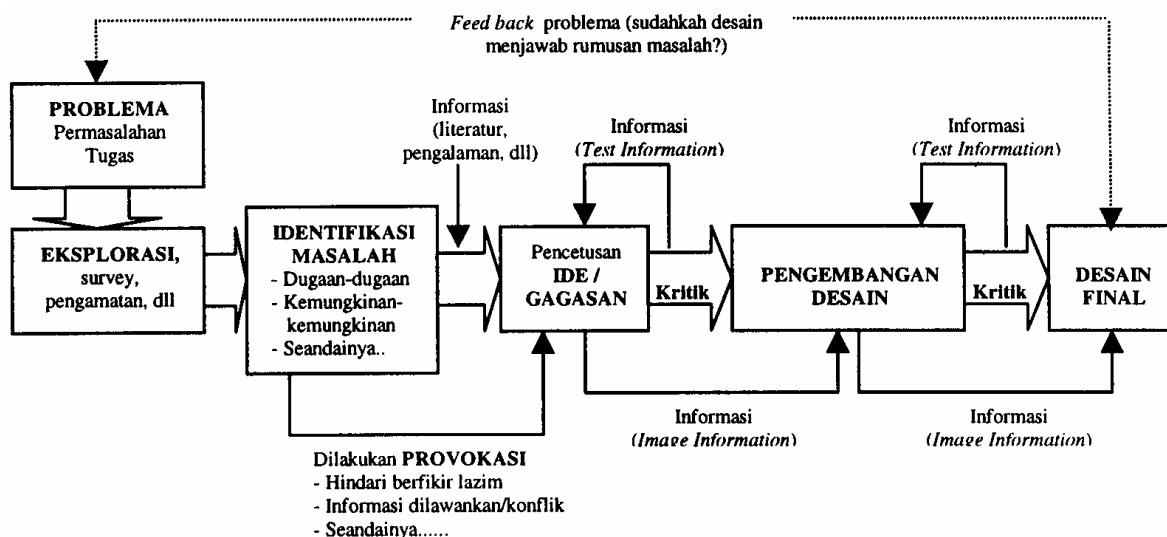 Feed back problema (sudahkah desain
menjawab rumusan masalah?)
PROBLEMA
Permasalahan
Tugas
EKSPLORASI,
survey,
pengamatan, dll
IDENTIFIKASI
MASALAH
- Dugaan-dugaan
- Kemungkinan-
kemungkinan
- Seandainya..
Informasi
(literatur,
pengalaman, dll)
Dilakukan PROVOKASI
- Hindari berfikir lazim
- Informasi dilawankan/konflik
- Seandainya......
Pencetusan
IDE /
GAGASAN
Informasi
(Test Information)
Kritik
Informasi
(Image Information)
PENGEMBANGAN
DESAIN
Informasi
(Test Information)
Kritik
Informasi
(Image Information)
DESAIN
FINAL